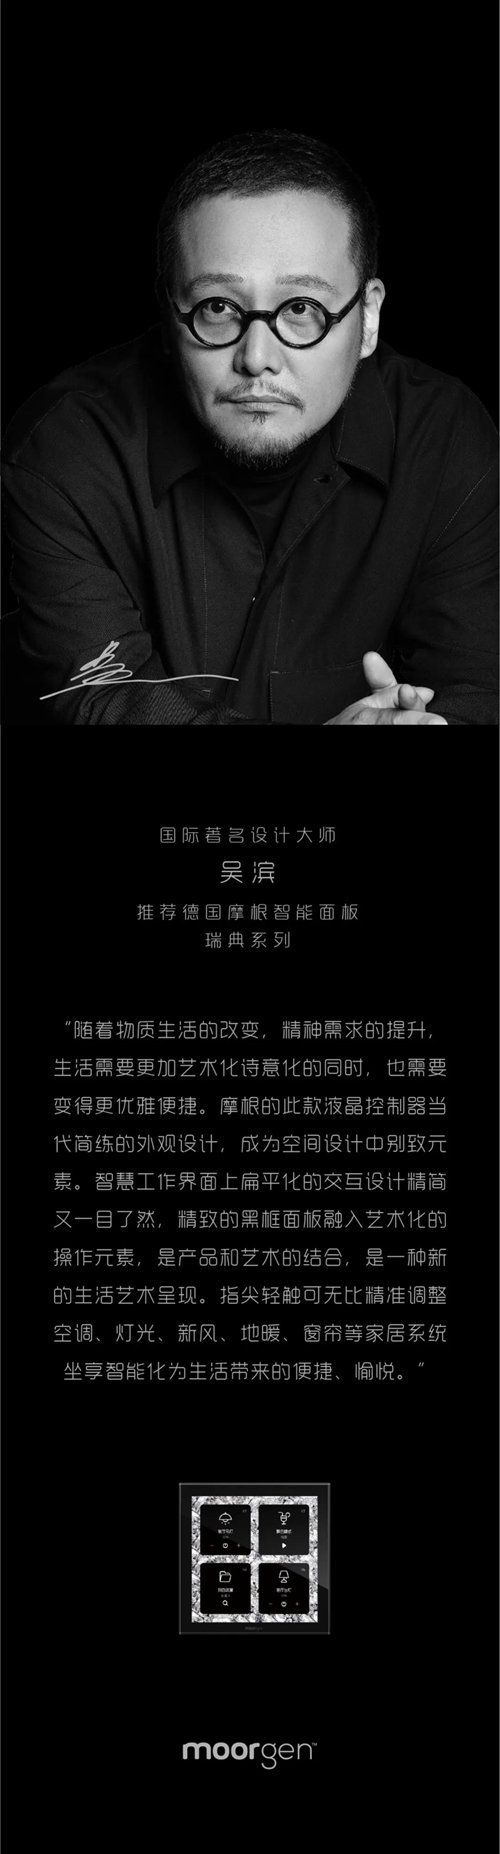 国际著名设计大师
吴滨
推荐德国摩根智能面板
瑞典系列
“随着物质生活的改变，精神需求的提升，
生活需要更加艺术化诗意化的同时，也需要
变得更优雅便捷。摩根的此款液晶控制器当
代简练的外观设计，成为空间设计中别致元
素。智慧工作界面上扁平化的交互设计精简
又一目了然，精致的黑框面板融入艺术化的
操作元素，是产品和艺术的结合，是一种新
的生活艺术呈现。指尖轻触可无比精准调整
空调、灯光、新风、地暖、窗帘等家居系统
坐享智能化为生活带来的便捷、愉悦。”
moorgen™